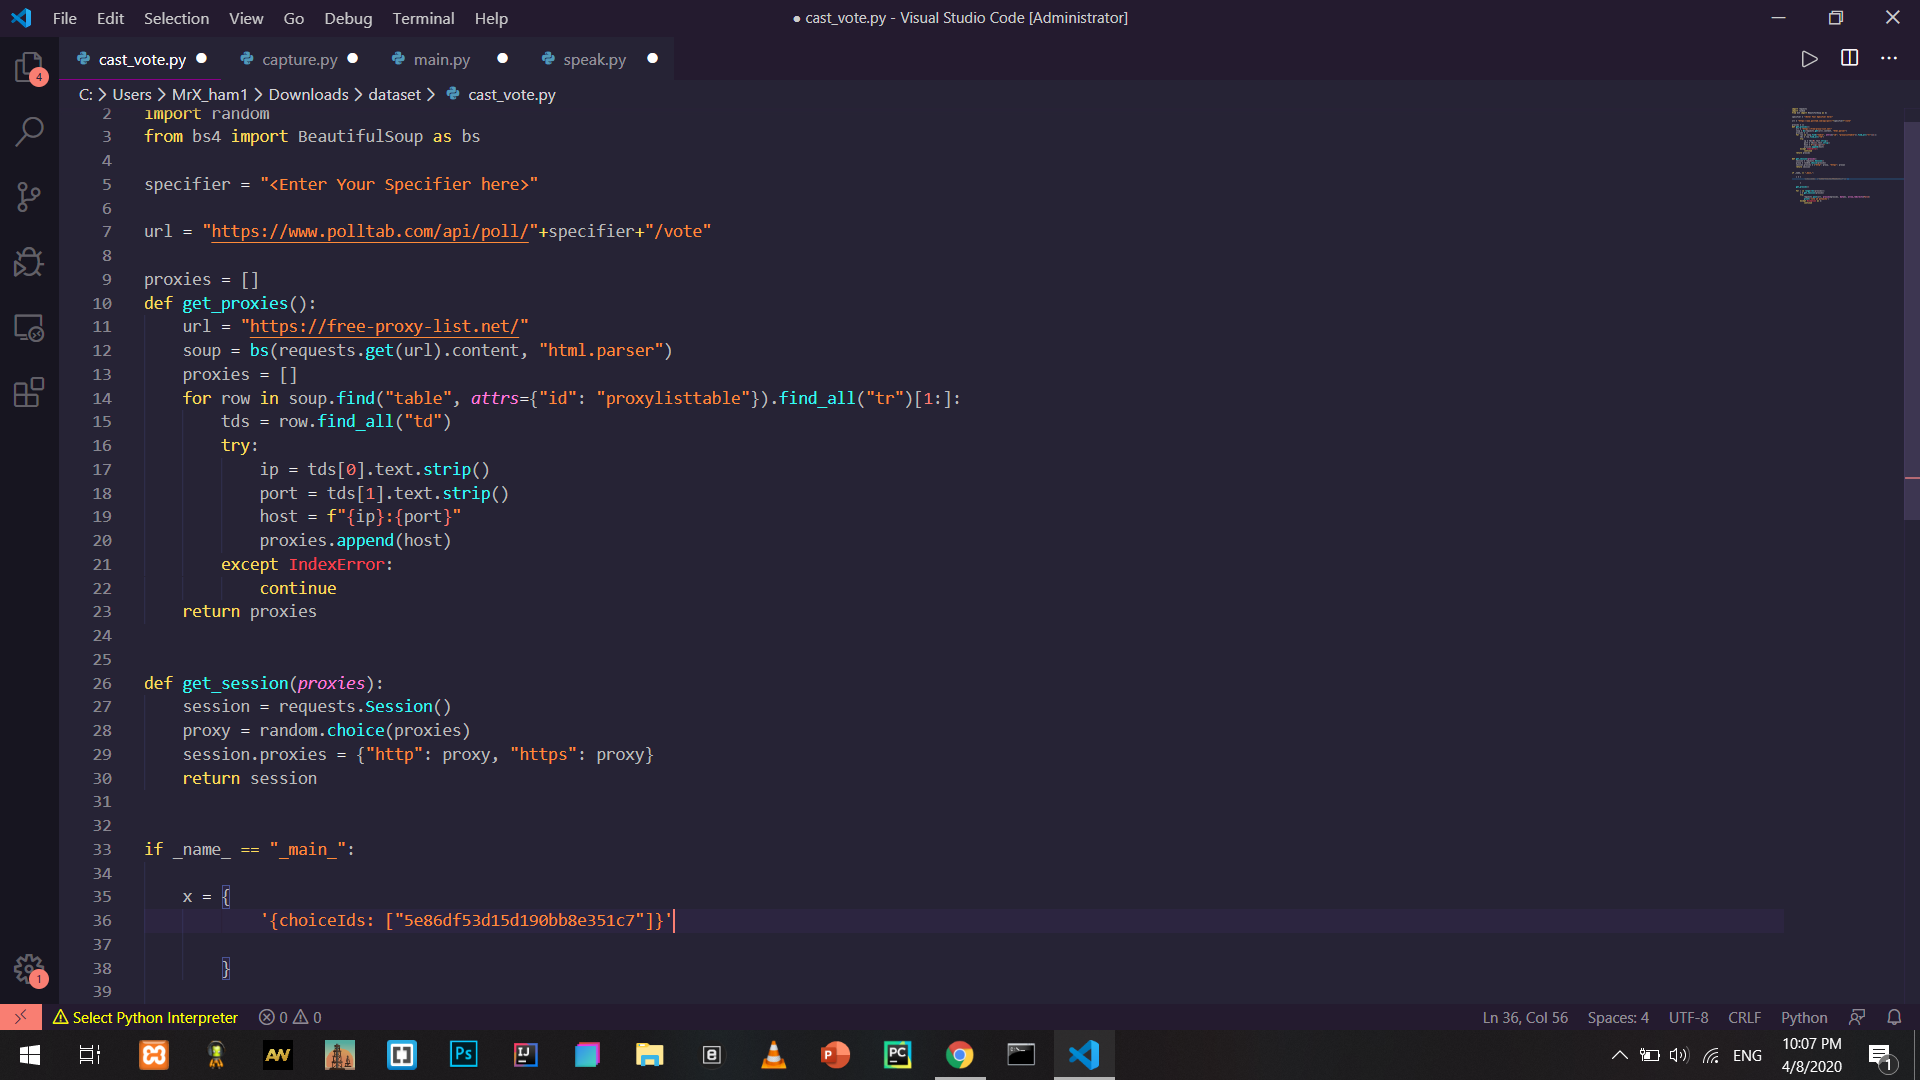 File Edit Selection View Go Debug Terminal Help
● cast_vote.py - Visual Studio Code [Administrator]
cast_vote.py capture.py main.py speak.py
C: > Users > MrX_ham1 > Downloads > dataset > cast_vote.py
2 import random
3 from bs4 import BeautifulSoup as bs
4
5 specifier = "<Enter Your Specifier here>"
6
7 url = "https://www.polltab.com/api/poll/"+specifier+"/vote"
8
9 proxies = []
10 def get_proxies():
11     url = "https://free-proxy-list.net/"
12     soup = bs(requests.get(url).content, "html.parser")
13     proxies = []
14     for row in soup.find("table", attrs={"id": "proxylisttable"}).find_all("tr")[1:]:
15         tds = row.find_all("td")
16         try:
17             ip = tds[0].text.strip()
18             port = tds[1].text.strip()
19             host = f"{ip}:{port}"
20             proxies.append(host)
21         except IndexError:
22             continue
23     return proxies
24
25
26 def get_session(proxies):
27     session = requests.Session()
28     proxy = random.choice(proxies)
29     session.proxies = {"http": proxy, "https": proxy}
30     return session
31
32
33 if _name_ == "_main_":
34
35     x = {
36             '{choiceIds: ["5e86df53d15d190bb8e351c7"]}'
37
38         }
39
4
1
Select Python Interpreter 0 0 Ln 36, Col 56 Spaces: 4 UTF-8 CRLF Python
AW Ps IJ P PC ENG
10:07 PM
4/8/2020
1